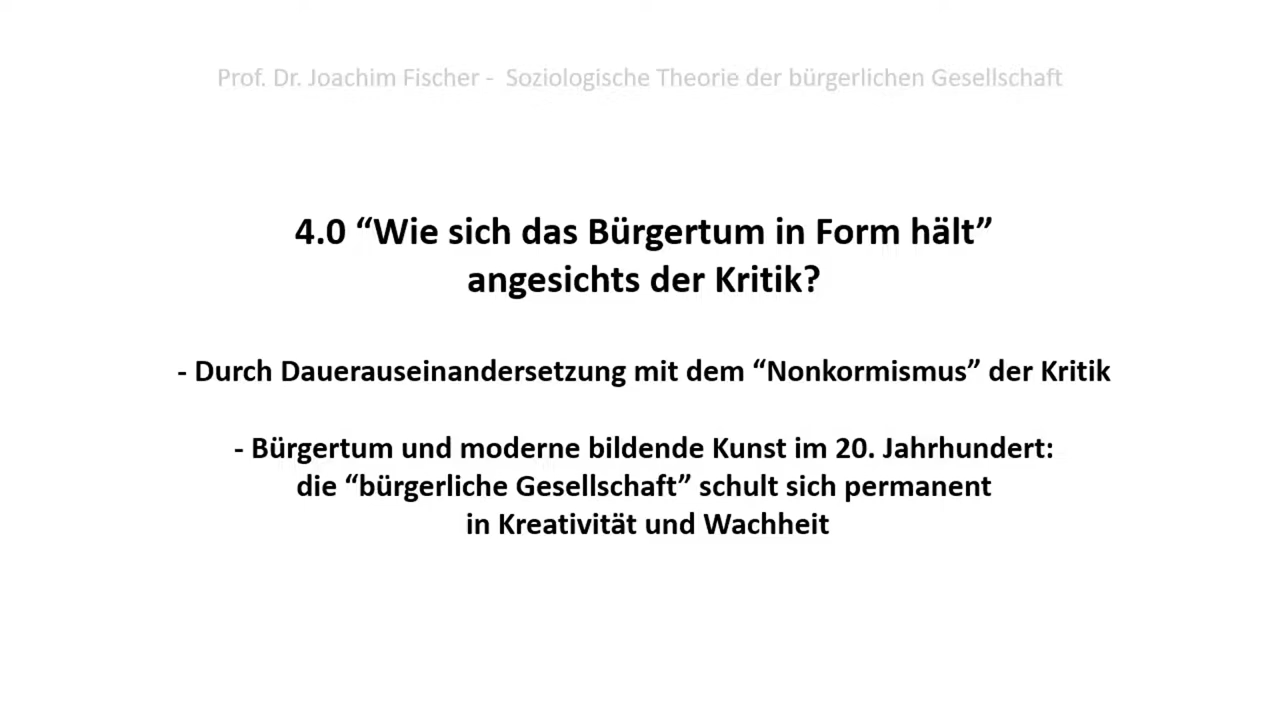 Prof. Dr. Joachim Fischer - Soziologische Theorie der bürgerlichen Gesellschaft
4.0 “Wie sich das Bürgertum in Form hält”
angesichts der Kritik?
- Durch Dauerauseinandersetzung mit dem “Nonkormismus” der Kritik
- Bürgertum und moderne bildende Kunst im 20. Jahrhundert:
die “bürgerliche Gesellschaft” schult sich permanent
in Kreativität und Wachheit